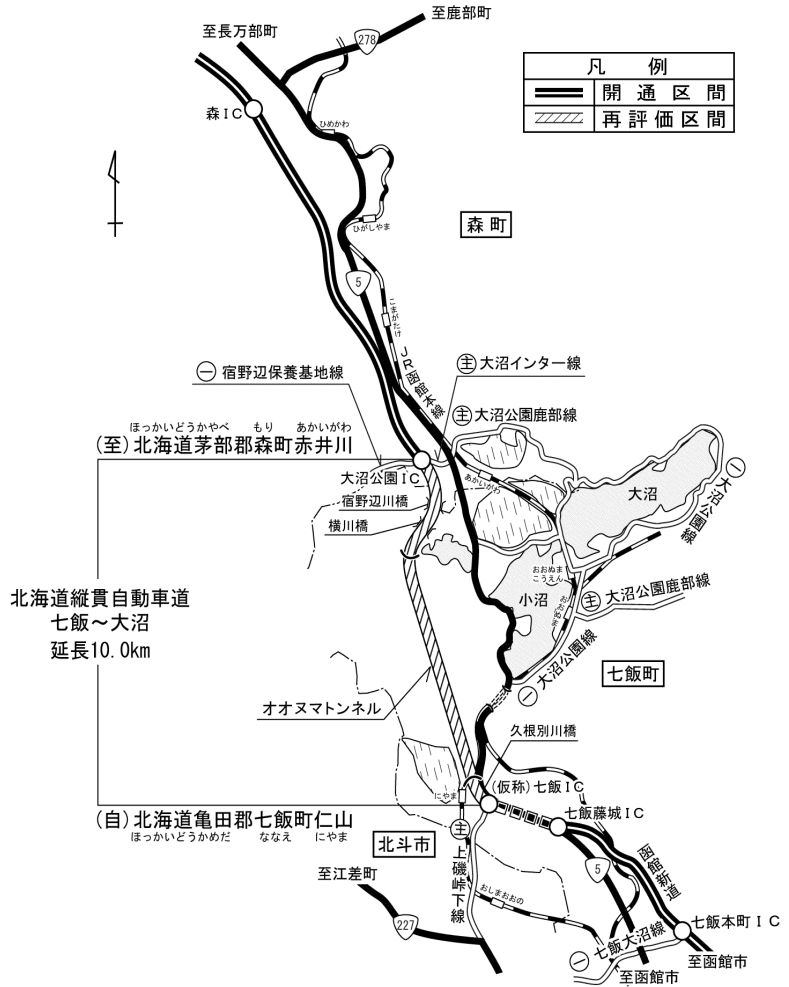 至鹿部町
至長万部町
278
凡 例
開通区間
再評価区間
森IC
ひめかわ
森町
ひがしやま
5
こまがたけ
JR函館本線
㊀宿野辺保養基地線
㊗大沼インター線
主大沼公園鹿部線
ほっかいどうかやべ もり あかいがわ
(至)北海道茅部郡森町赤井川
大沼公園IC
あかいがわ
一大沼公園線
大沼
宿野辺川橋
横川橋
おおぬま
こうえん
北海道縦貫自動車道
七飯～大沼
延長10.0km
小沼
おおぬま
主大沼公園鹿部線
一大沼公園線
七飯町
オオヌマトンネル
久根別川橋
にやま
(仮称)七飯IC
(自)北海道亀田郡七飯町仁山
ほっかいどうかめだ ななえ にやま
七飯藤城IC
主上磯峠下線
北斗市
函館新道
5
至江差町
おしまおおの
227
七飯本町IC
一七飯大沼線
至函館市
至函館市